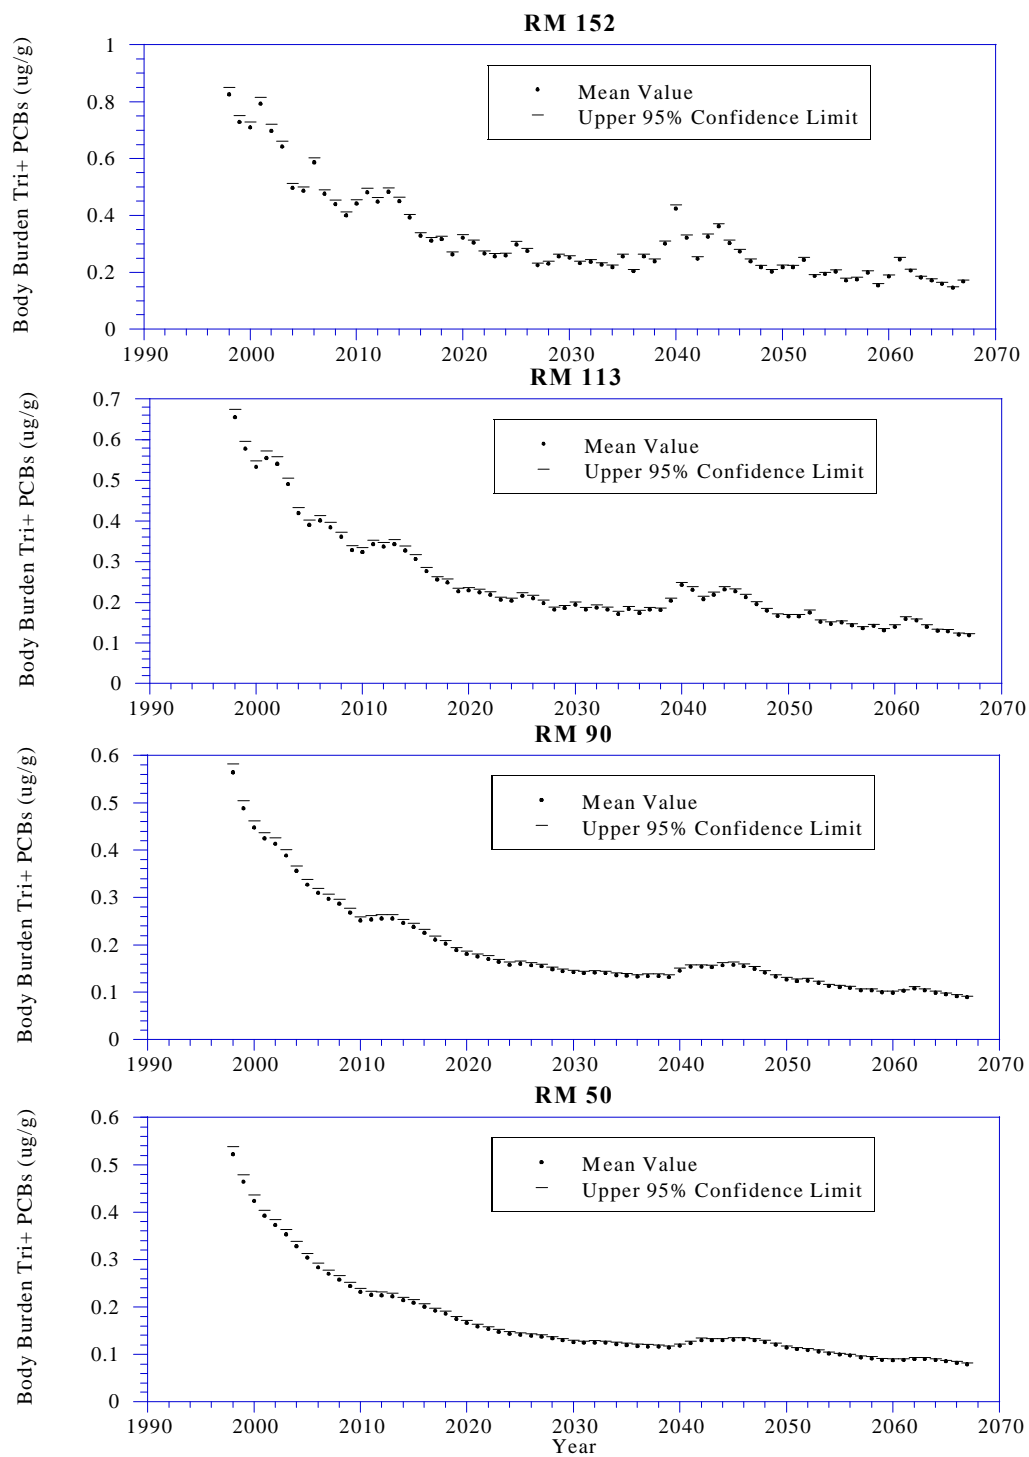 RM 152
Body Burden Tri+ PCBs (ug/g)
1
0.8
0.6
0.4
0.2
0
Mean Value
Upper 95% Confidence Limit
1990 2000 2010 2020 2030 2040 2050 2060 2070
RM 113
Body Burden Tri+ PCBs (ug/g)
0.7
0.6
0.5
0.4
0.3
0.2
0.1
0
Mean Value
Upper 95% Confidence Limit
1990 2000 2010 2020 2030 2040 2050 2060 2070
RM 90
Body Burden Tri+ PCBs (ug/g)
0.6
0.5
0.4
0.3
0.2
0.1
0
Mean Value
Upper 95% Confidence Limit
1990 2000 2010 2020 2030 2040 2050 2060 2070
RM 50
Body Burden Tri+ PCBs (ug/g)
0.6
0.5
0.4
0.3
0.2
0.1
0
Mean Value
Upper 95% Confidence Limit
1990 2000 2010 2020 2030 2040 2050 2060 2070
Year